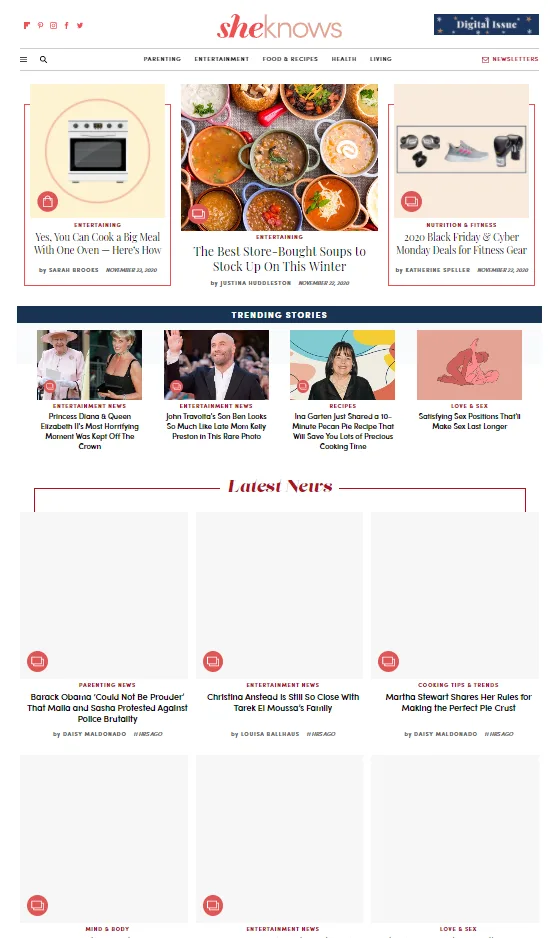 sheknows
Digital Issue
PARENTING ENTERTAINMENT FOOD & RECIPES HEALTH LIVING
NEWSLETTERS
ENTERTAINING
Yes, You Can Cook a Big Meal
With One Oven — Here's How
by SARAH BROOKS NOVEMBER 23, 2020
ENTERTAINING
The Best Store-Bought Soups to
Stock Up On This Winter
by JUSTINA HUDDLESTON NOVEMBER 23, 2020
NUTRITION & FITNESS
2020 Black Friday & Cyber
Monday Deals for Fitness Gear
by KATHERINE SPELLER NOVEMBER 23, 2020
TRENDING STORIES
ENTERTAINMENT NEWS
Princess Diana & Queen
Elizabeth II's Most Horrifying
Moment Was Kept Off The
Crown
ENTERTAINMENT NEWS
John Travolta's Son Ben Looks
So Much Like Late Mom Kelly
Preston in This Rare Photo
RECIPES
Ina Garten Just Shared a 10-
Minute Pecan Pie Recipe That
Will Save You Lots of Precious
Cooking Time
LOVE & SEX
Satisfying Sex Positions That'll
Make Sex Last Longer
Latest News
PARENTING NEWS
Barack Obama 'Could Not Be Prouder'
That Malia and Sasha Protested Against
Police Brutality
by DAISY MALDONADO 11 HRS AGO
ENTERTAINMENT NEWS
Christina Anstead Is Still So Close With
Tarek El Moussa's Family
by LOUISA BALLHAUS 11 HRS AGO
COOKING TIPS & TRENDS
Martha Stewart Shares Her Rules for
Making the Perfect Pie Crust
by DAISY MALDONADO 11 HRS AGO
MIND & BODY
ENTERTAINMENT NEWS
LOVE & SEX